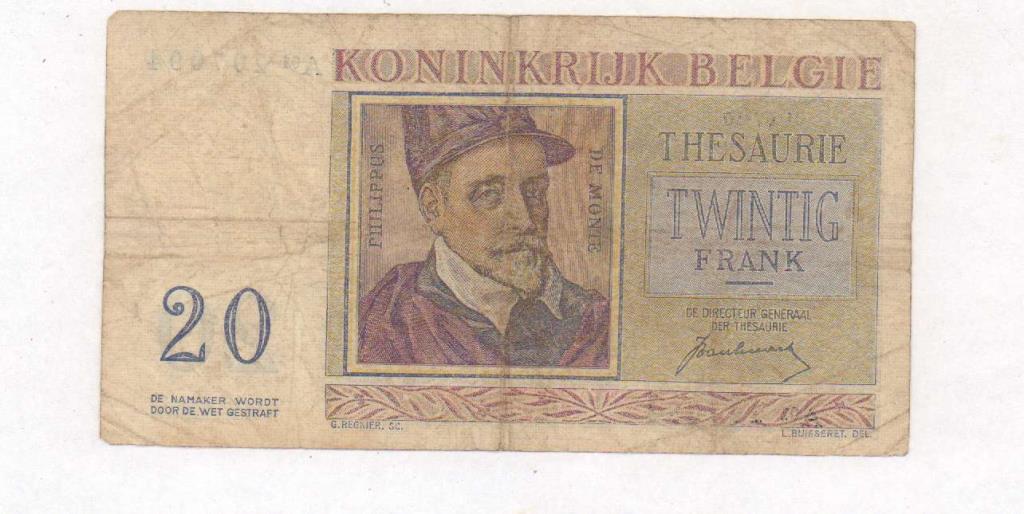 KONINKRIJK BELGIE
PHILIPPUS
DE MONTE
THESAURIE
TWINTIG
FRANK
DE DIRECTEUR GENERAAL
DER THESAURIE
20
DE NAMAKER WORDT
DOOR DE WET GESTRAFT
G. REGNIER, SC.
L. BUISSERET. DEL.